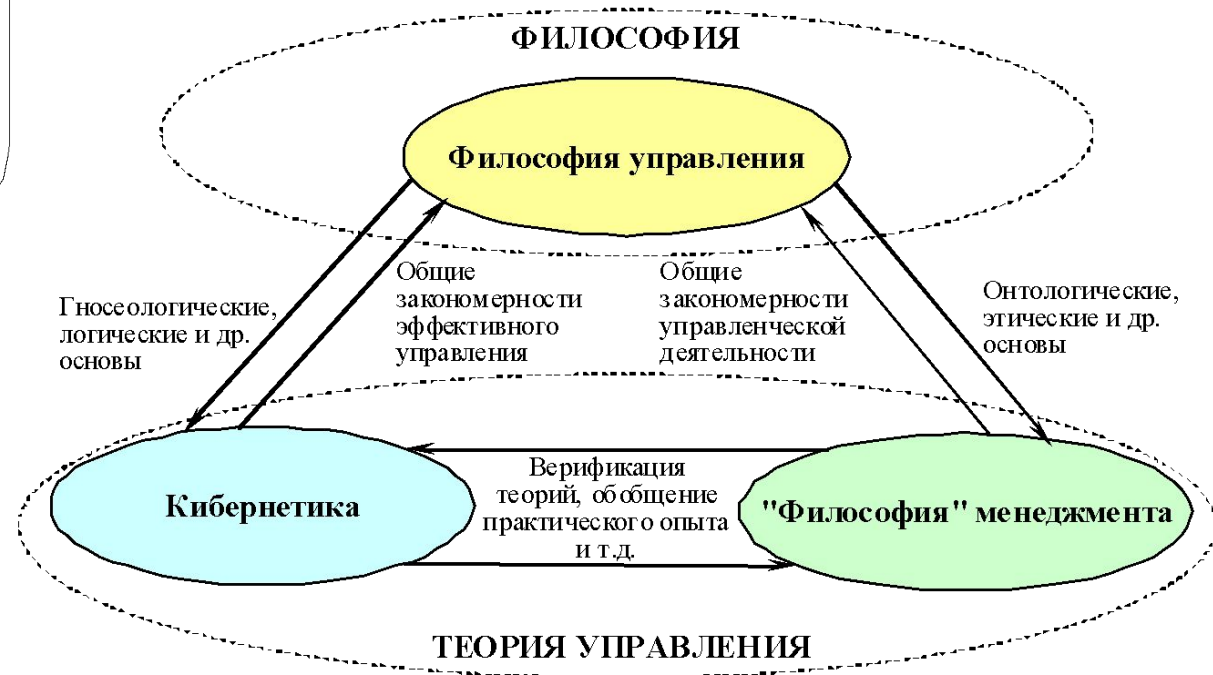 ФИЛОСОФИЯ
Философия управления
Гносеологические,
логические и др.
основы
Общие
закономерности
эффективного
управления
Общие
закономерности
управленческой
деятельности
Онтологические,
этические и др.
основы
Кибернетика
Верификация
теорий, обобщение
практического опыта
и т.д.
"Философия" менеджмента
ТЕОРИЯ УПРАВЛЕНИЯ